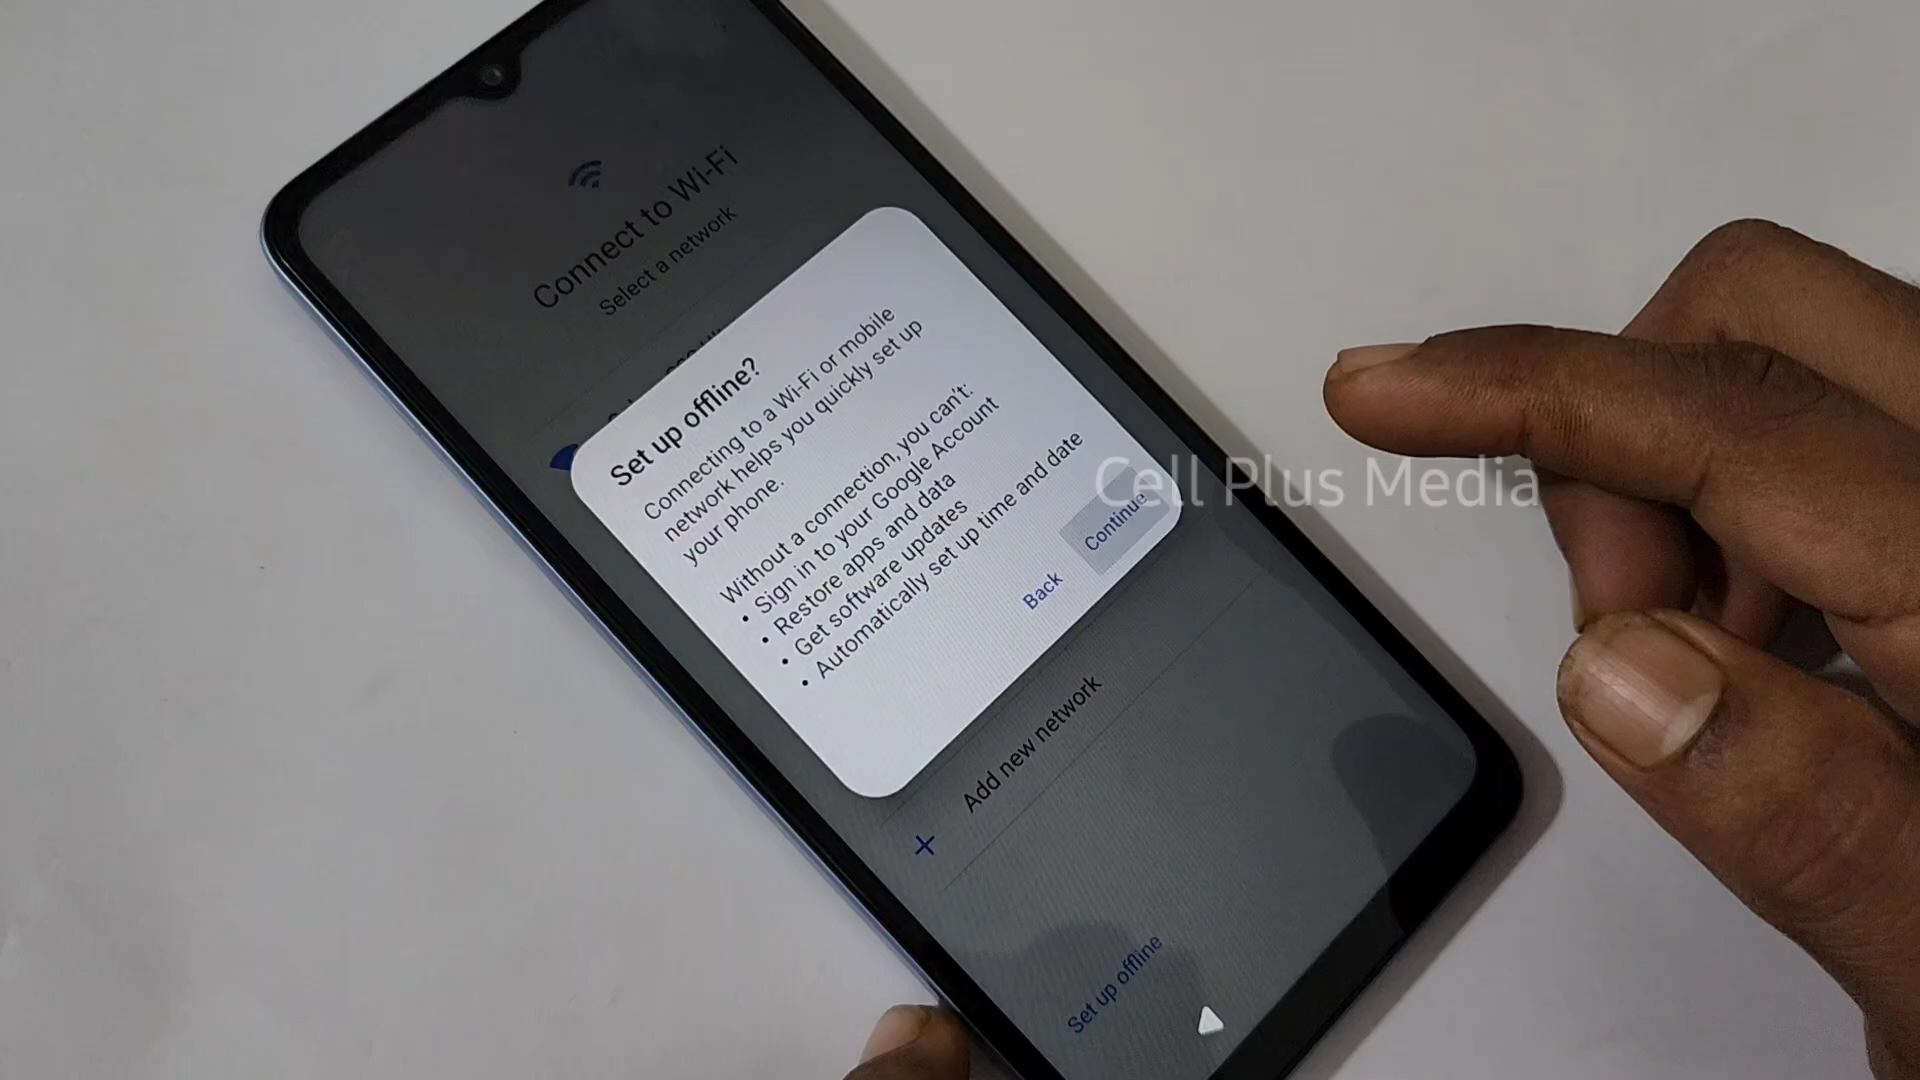 Connect to Wi-Fi
Select a network
Set up offline?
Connecting to a Wi-Fi or mobile
network helps you quickly set up
your phone.
Without a connection, you can't:
• Sign in to your Google Account
• Restore apps and data
• Get software updates
• Automatically set up time and date
Back
Continue
Cell Plus Media
+ Add new network
Set up offline